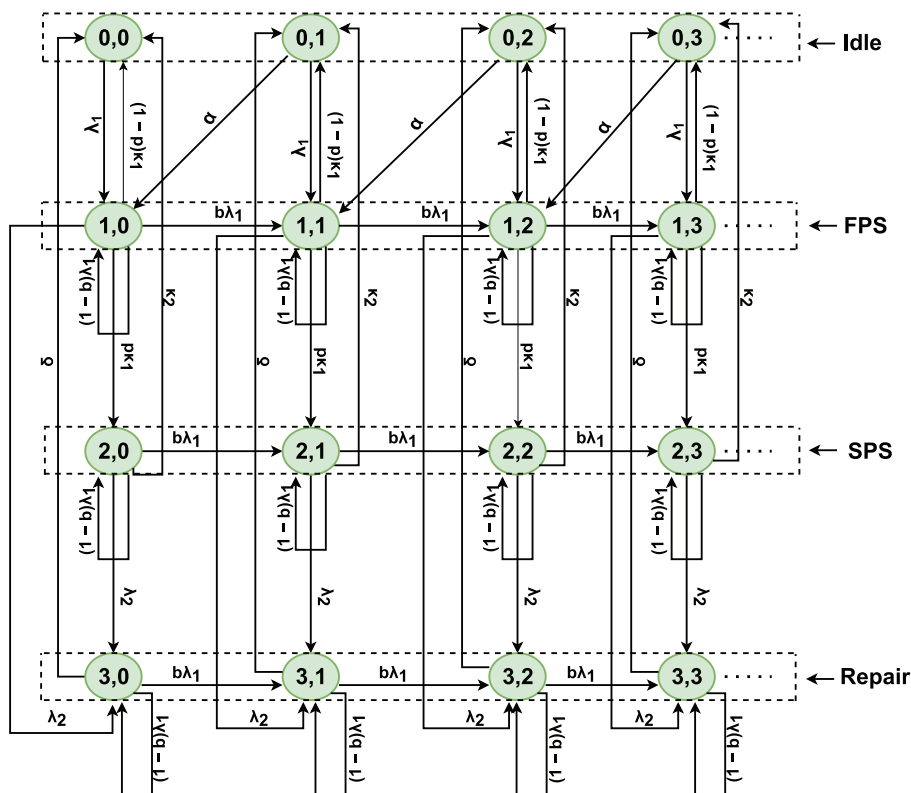 0,0
0,1
0,2
0,3
· · · · ·
Idle
λ1
(1 – p)κ1
α
λ1
(1 – p)κ1
α
λ1
(1 – p)κ1
α
λ1
(1 – p)κ1
1,0
bλ1
1,1
bλ1
1,2
bλ1
1,3
· · · · ·
FPS
(1 – b)λ1
κ2
(1 – b)λ1
κ2
(1 – b)λ1
κ2
(1 – b)λ1
κ2
δ
pκ1
δ
pκ1
δ
pκ1
δ
pκ1
2,0
bλ1
2,1
bλ1
2,2
bλ1
2,3
· · · · ·
SPS
(1 – b)λ1
(1 – b)λ1
(1 – b)λ1
(1 – b)λ1
λ2
λ2
λ2
λ2
3,0
bλ1
3,1
bλ1
3,2
bλ1
3,3
· · · · ·
Repair
λ2
(1 – b)λ1
λ2
(1 – b)λ1
λ2
(1 – b)λ1
λ2
(1 – b)λ1